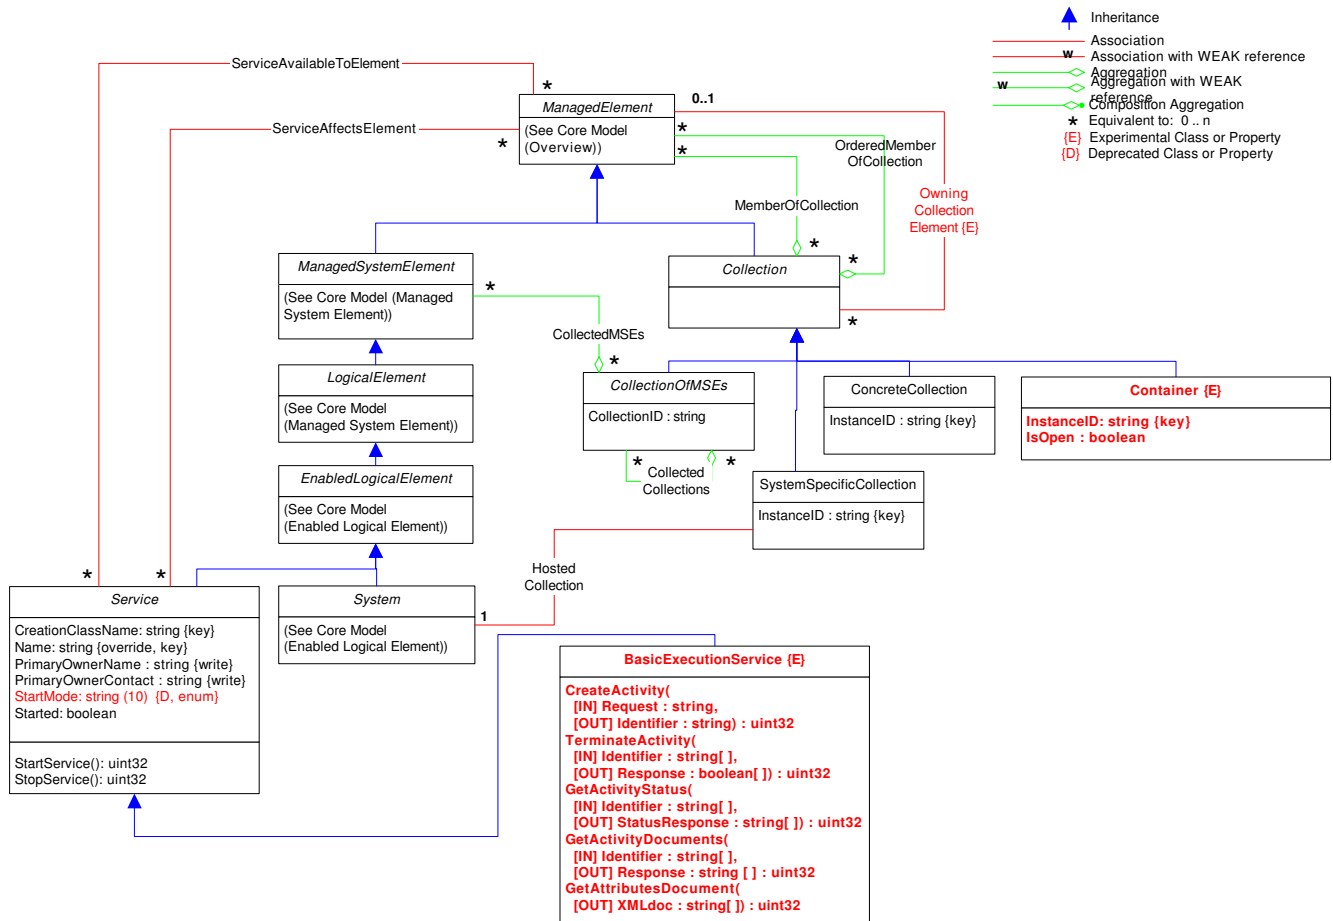 Inheritance
Association
w
Association with WEAK reference
Aggregation
w
Aggregation with WEAK
reference
Composition Aggregation
* Equivalent to: 0 .. n
{E} Experimental Class or Property
{D} Deprecated Class or Property
ServiceAvailableToElement
ServiceAffectsElement
*
*
ManagedElement
(See Core Model
(Overview))
0..1
*
*
OrderedMember
OfCollection
MemberOfCollection
Owning
Collection
Element {E}
*
*
*
Collection
ManagedSystemElement
(See Core Model (Managed
System Element))
*
CollectedMSEs
*
LogicalElement
(See Core Model
(Managed System Element))
CollectionOfMSEs
CollectionID : string
*
*
Collected
Collections
ConcreteCollection
InstanceID : string {key}
Container {E}
InstanceID: string {key}
IsOpen : boolean
EnabledLogicalElement
(See Core Model
(Enabled Logical Element))
SystemSpecificCollection
InstanceID : string {key}
Hosted
Collection
1
*
*
Service
CreationClassName: string {key}
Name: string {override, key}
PrimaryOwnerName : string {write}
PrimaryOwnerContact : string {write}
StartMode: string (10) {D, enum}
Started: boolean
StartService(): uint32
StopService(): uint32
System
(See Core Model
(Enabled Logical Element))
BasicExecutionService {E}
CreateActivity(
[IN] Request : string,
[OUT] Identifier : string) : uint32
TerminateActivity(
[IN] Identifier : string[ ],
[OUT] Response : boolean[ ]) : uint32
GetActivityStatus(
[IN] Identifier : string[ ],
[OUT] StatusResponse : string[ ]) : uint32
GetActivityDocuments(
[IN] Identifier : string[ ],
[OUT] Response : string [ ] : uint32
GetAttributesDocument(
[OUT] XMLdoc : string[ ]) : uint32